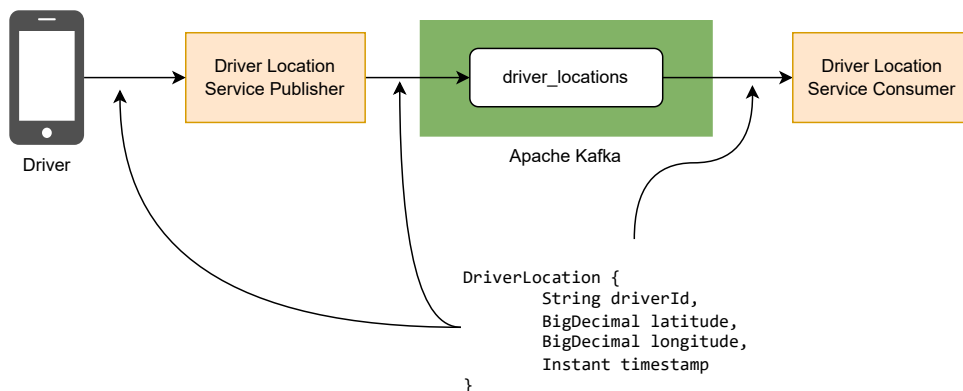 Driver Location
Service Publisher
driver_locations
Driver Location
Service Consumer
Apache Kafka
Driver
DriverLocation {
String driverId,
BigDecimal latitude,
BigDecimal longitude,
Instant timestamp
}